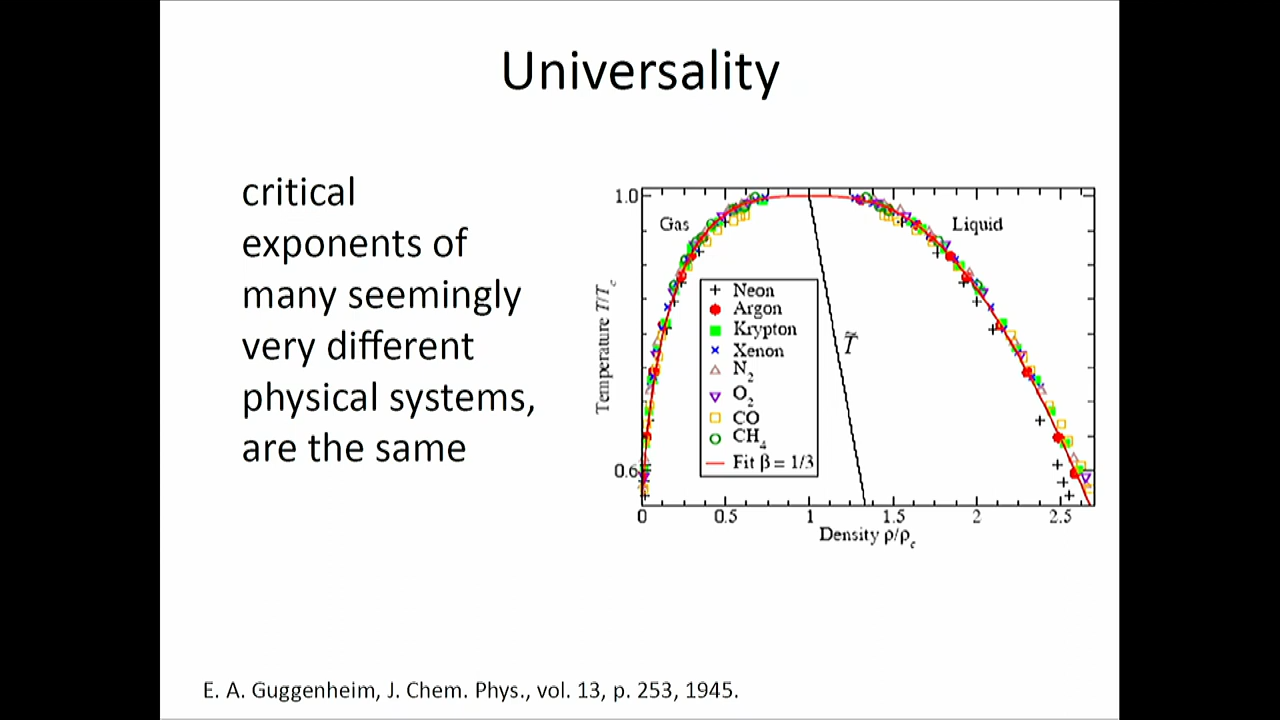 Universality
critical
exponents of
many seemingly
very different
physical systems,
are the same
1.0
Gas
Liquid
Temperature T/T_c
+ Neon
Argon
Krypton
× Xenon
N₂
O₂
CO
CH₄
Fit β = 1/3
T̃
0.6
0 0.5 1 1.5 2 2.5
Density ρ/ρ_c
E. A. Guggenheim, J. Chem. Phys., vol. 13, p. 253, 1945.